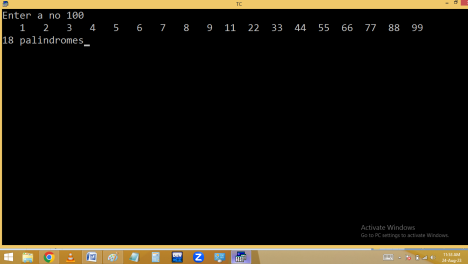 TC
Enter a no 100
1 2 3 4 5 6 7 8 9 11 22 33 44 55 66 77 88 99
18 palindromes_
Activate Windows
Go to PC settings to activate Windows.